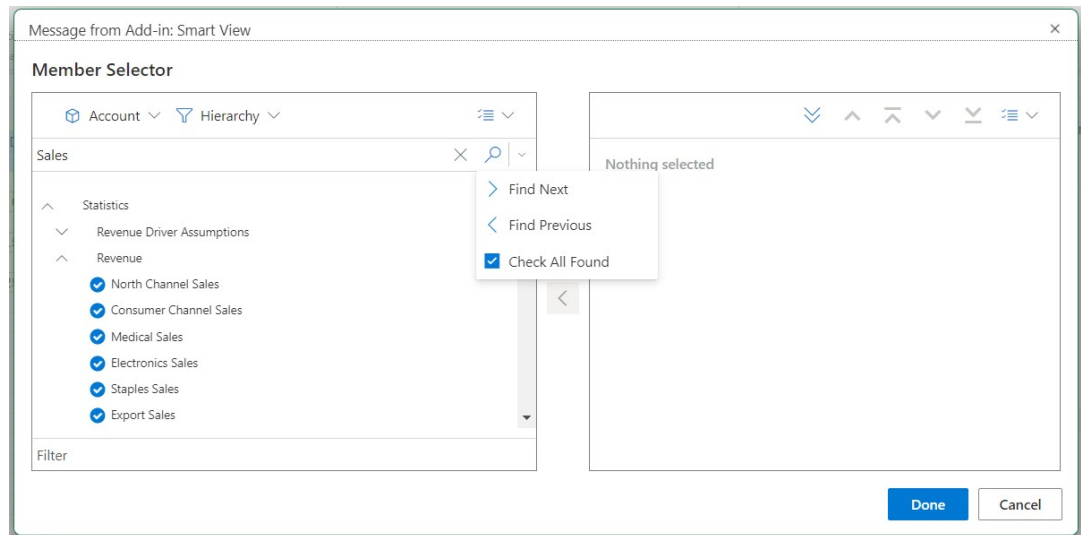 Message from Add-in: Smart View
Member Selector
Account Hierarchy
Sales
Nothing selected
Find Next
Find Previous
Check All Found
Statistics
Revenue Driver Assumptions
Revenue
North Channel Sales
Consumer Channel Sales
Medical Sales
Electronics Sales
Staples Sales
Export Sales
Filter
Done Cancel